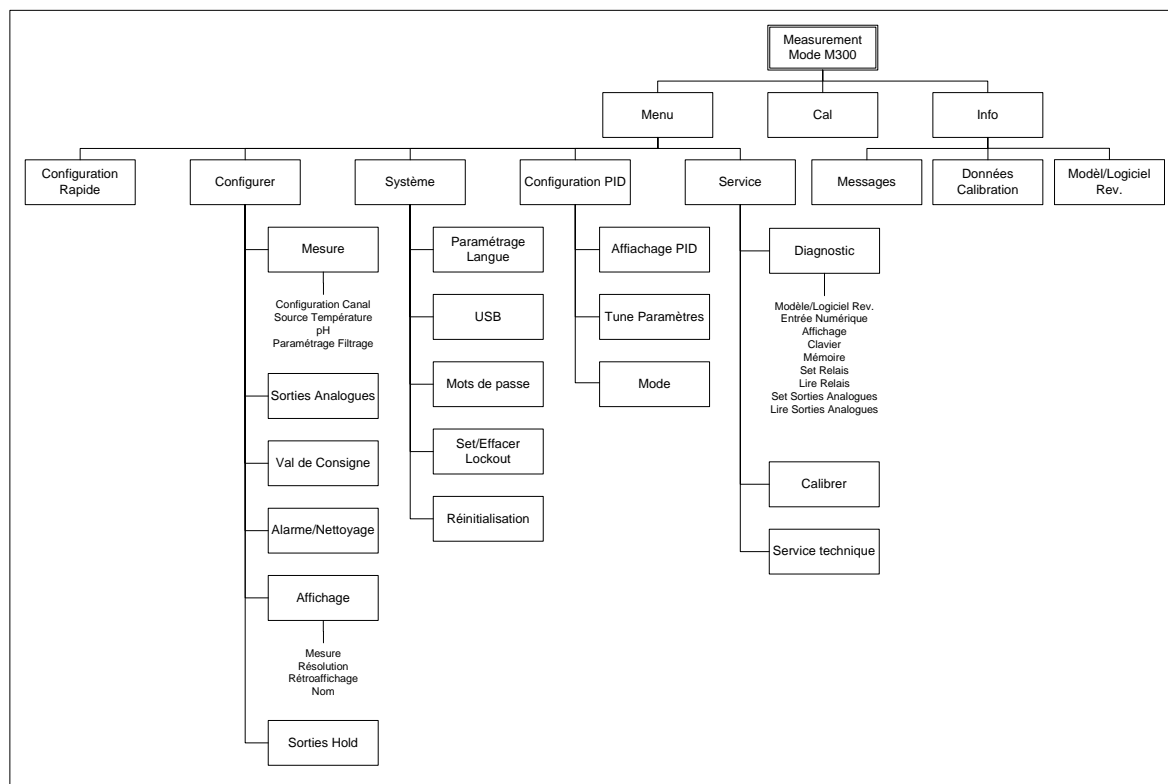 Measurement
Mode M300
Menu
Cal
Info
Configuration
Rapide
Configurer
Système
Configuration PID
Service
Messages
Données
Calibration
Modèl/Logiciel
Rev.
Mesure
Configuration Canal
Source Température
pH
Paramétrage Filtrage
Sorties Analogues
Val de Consigne
Alarme/Nettoyage
Affichage
Mesure
Résolution
Rétroaffichage
Nom
Sorties Hold
Paramétrage
Langue
USB
Mots de passe
Set/Effacer
Lockout
Réinitialisation
Affiachage PID
Tune Paramètres
Mode
Diagnostic
Modèle/Logiciel Rev.
Entrée Numérique
Affichage
Clavier
Mémoire
Set Relais
Lire Relais
Set Sorties Analogues
Lire Sorties Analogues
Calibrer
Service technique